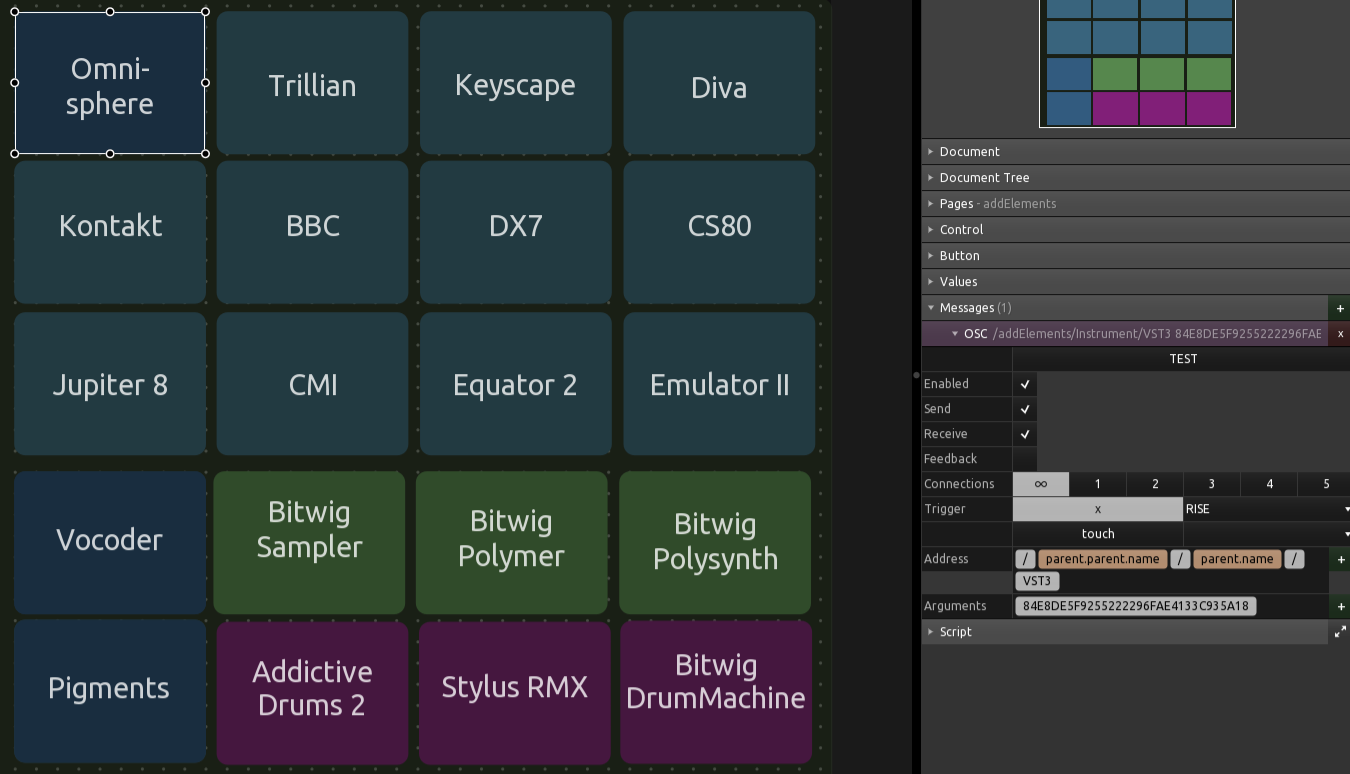 Omni-
sphere
Trillian
Keyscape
Diva
Kontakt
BBC
DX7
CS80
Jupiter 8
CMI
Equator 2
Emulator II
Vocoder
Bitwig
Sampler
Bitwig
Polymer
Bitwig
Polysynth
Pigments
Addictive
Drums 2
Stylus RMX
Bitwig
DrumMachine
Document
Document Tree
Pages - addElements
Control
Button
Values
Messages (1) +
OSC /addElements/Instrument/VST3 84E8DE5F9255222296FAE x
TEST
Enabled
Send
Receive
Feedback
Connections ∞ 1 2 3 4 5
Trigger x RISE
touch
Address / parent.parent.name / parent.name / +
VST3
Arguments 84E8DE5F9255222296FAE4133C935A18 +
Script